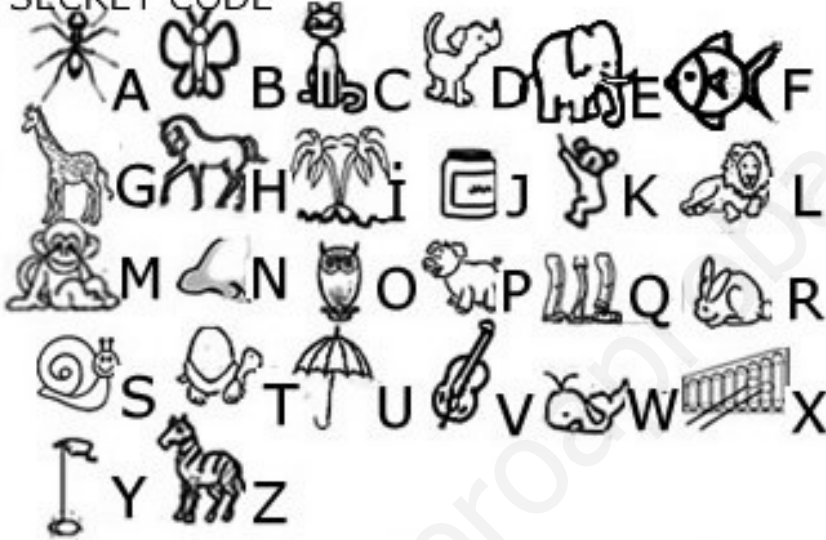 SECRET CODE
A B C D E F
G H İ J K L
M N O P Q R
S T U V W X
Y Z